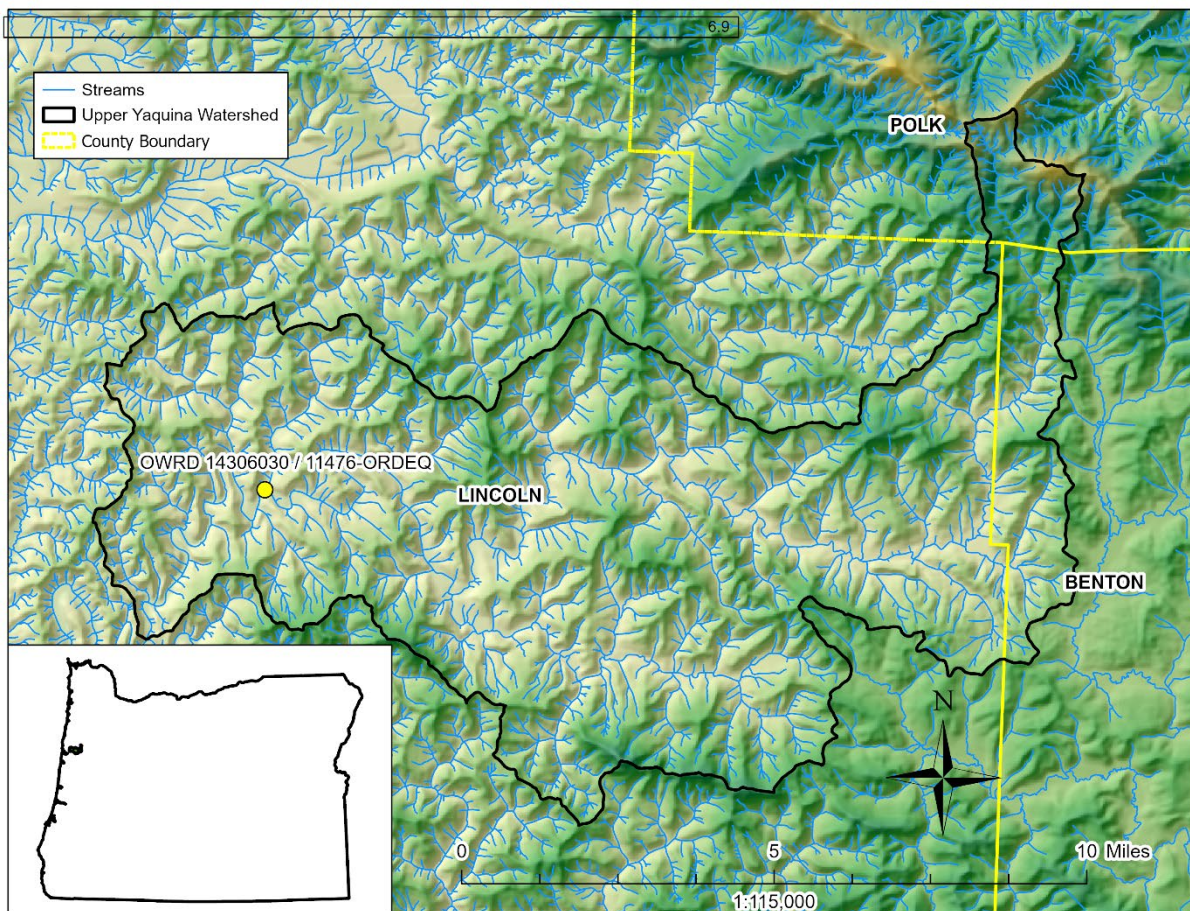 6.9
Streams
Upper Yaquina Watershed
County Boundary
POLK
OWRD 14306030 / 11476-ORDEQ
LINCOLN
BENTON
N
0 5 10 Miles
1:115,000